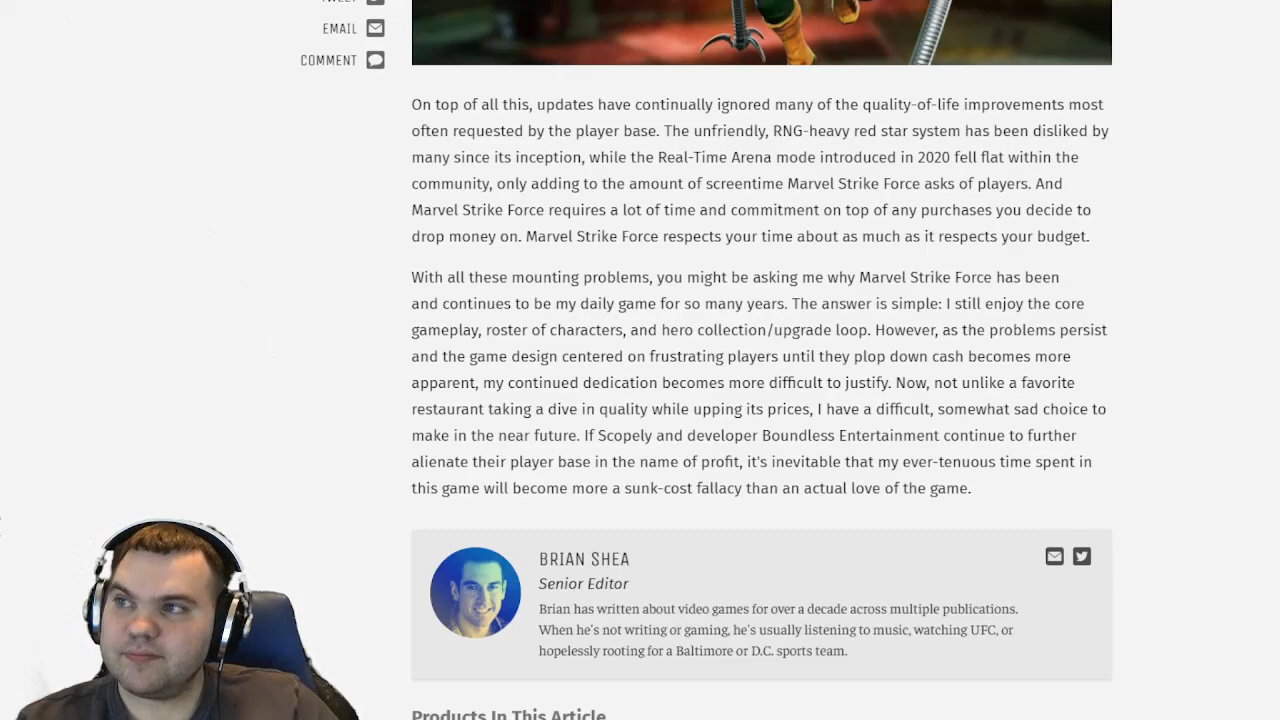 EMAIL
COMMENT
On top of all this, updates have continually ignored many of the quality-of-life improvements most
often requested by the player base. The unfriendly, RNG-heavy red star system has been disliked by
many since its inception, while the Real-Time Arena mode introduced in 2020 fell flat within the
community, only adding to the amount of screentime Marvel Strike Force asks of players. And
Marvel Strike Force requires a lot of time and commitment on top of any purchases you decide to
drop money on. Marvel Strike Force respects your time about as much as it respects your budget.
With all these mounting problems, you might be asking me why Marvel Strike Force has been
and continues to be my daily game for so many years. The answer is simple: I still enjoy the core
gameplay, roster of characters, and hero collection/upgrade loop. However, as the problems persist
and the game design centered on frustrating players until they plop down cash becomes more
apparent, my continued dedication becomes more difficult to justify. Now, not unlike a favorite
restaurant taking a dive in quality while upping its prices, I have a difficult, somewhat sad choice to
make in the near future. If Scopely and developer Boundless Entertainment continue to further
alienate their player base in the name of profit, it's inevitable that my ever-tenuous time spent in
this game will become more a sunk-cost fallacy than an actual love of the game.
BRIAN SHEA
Senior Editor
Brian has written about video games for over a decade across multiple publications.
When he's not writing or gaming, he's usually listening to music, watching UFC, or
hopelessly rooting for a Baltimore or D.C. sports team.
Products In This Article